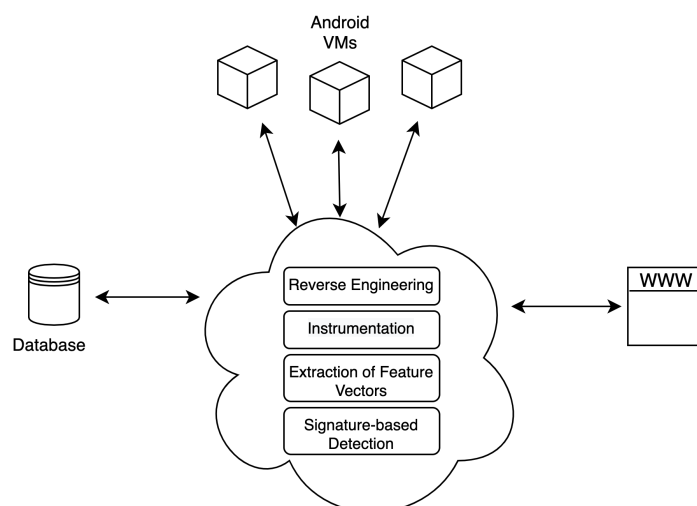 Android
VMs
WWW
Reverse Engineering
Instrumentation
Database
Extraction of Feature
Vectors
Signature-based
Detection